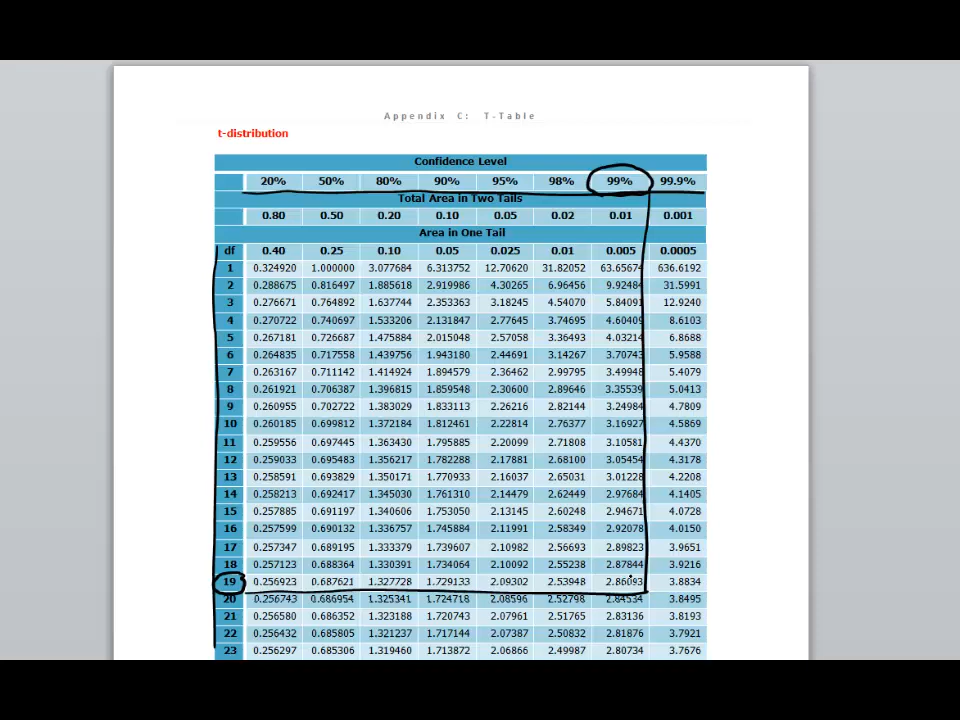 Appendix C: T-Table
t-distribution
Confidence Level
20% 50% 80% 90% 95% 98% 99% 99.9%
Total Area in Two Tails
0.80 0.50 0.20 0.10 0.05 0.02 0.01 0.001
Area in One Tail
df 0.40 0.25 0.10 0.05 0.025 0.01 0.005 0.0005
1 0.324920 1.000000 3.077684 6.313752 12.70620 31.82052 63.65674 636.6192
2 0.288675 0.816497 1.885618 2.919986 4.30265 6.96456 9.92484 31.5991
3 0.276671 0.764892 1.637744 2.353363 3.18245 4.54070 5.84091 12.9240
4 0.270722 0.740697 1.533206 2.131847 2.77645 3.74695 4.60409 8.6103
5 0.267181 0.726687 1.475884 2.015048 2.57058 3.36493 4.03214 6.8688
6 0.264835 0.717558 1.439756 1.943180 2.44691 3.14267 3.70743 5.9588
7 0.263167 0.711142 1.414924 1.894579 2.36462 2.99795 3.49948 5.4079
8 0.261921 0.706387 1.396815 1.859548 2.30600 2.89646 3.35539 5.0413
9 0.260955 0.702722 1.383029 1.833113 2.26216 2.82144 3.24984 4.7809
10 0.260185 0.699812 1.372184 1.812461 2.22814 2.76377 3.16927 4.5869
11 0.259556 0.697445 1.363430 1.795885 2.20099 2.71808 3.10581 4.4370
12 0.259033 0.695483 1.356217 1.782288 2.17881 2.68100 3.05454 4.3178
13 0.258591 0.693829 1.350171 1.770933 2.16037 2.65031 3.01228 4.2208
14 0.258213 0.692417 1.345030 1.761310 2.14479 2.62449 2.97684 4.1405
15 0.257885 0.691197 1.340606 1.753050 2.13145 2.60248 2.94671 4.0728
16 0.257599 0.690132 1.336757 1.745884 2.11991 2.58349 2.92078 4.0150
17 0.257347 0.689195 1.333379 1.739607 2.10982 2.56693 2.89823 3.9651
18 0.257123 0.688364 1.330391 1.734064 2.10092 2.55238 2.87844 3.9216
19 0.256923 0.687621 1.327728 1.729133 2.09302 2.53948 2.86093 3.8834
20 0.256743 0.686954 1.325341 1.724718 2.08596 2.52798 2.84534 3.8495
21 0.256580 0.686352 1.323188 1.720743 2.07961 2.51765 2.83136 3.8193
22 0.256432 0.685805 1.321237 1.717144 2.07387 2.50832 2.81876 3.7921
23 0.256297 0.685306 1.319460 1.713872 2.06866 2.49987 2.80734 3.7676